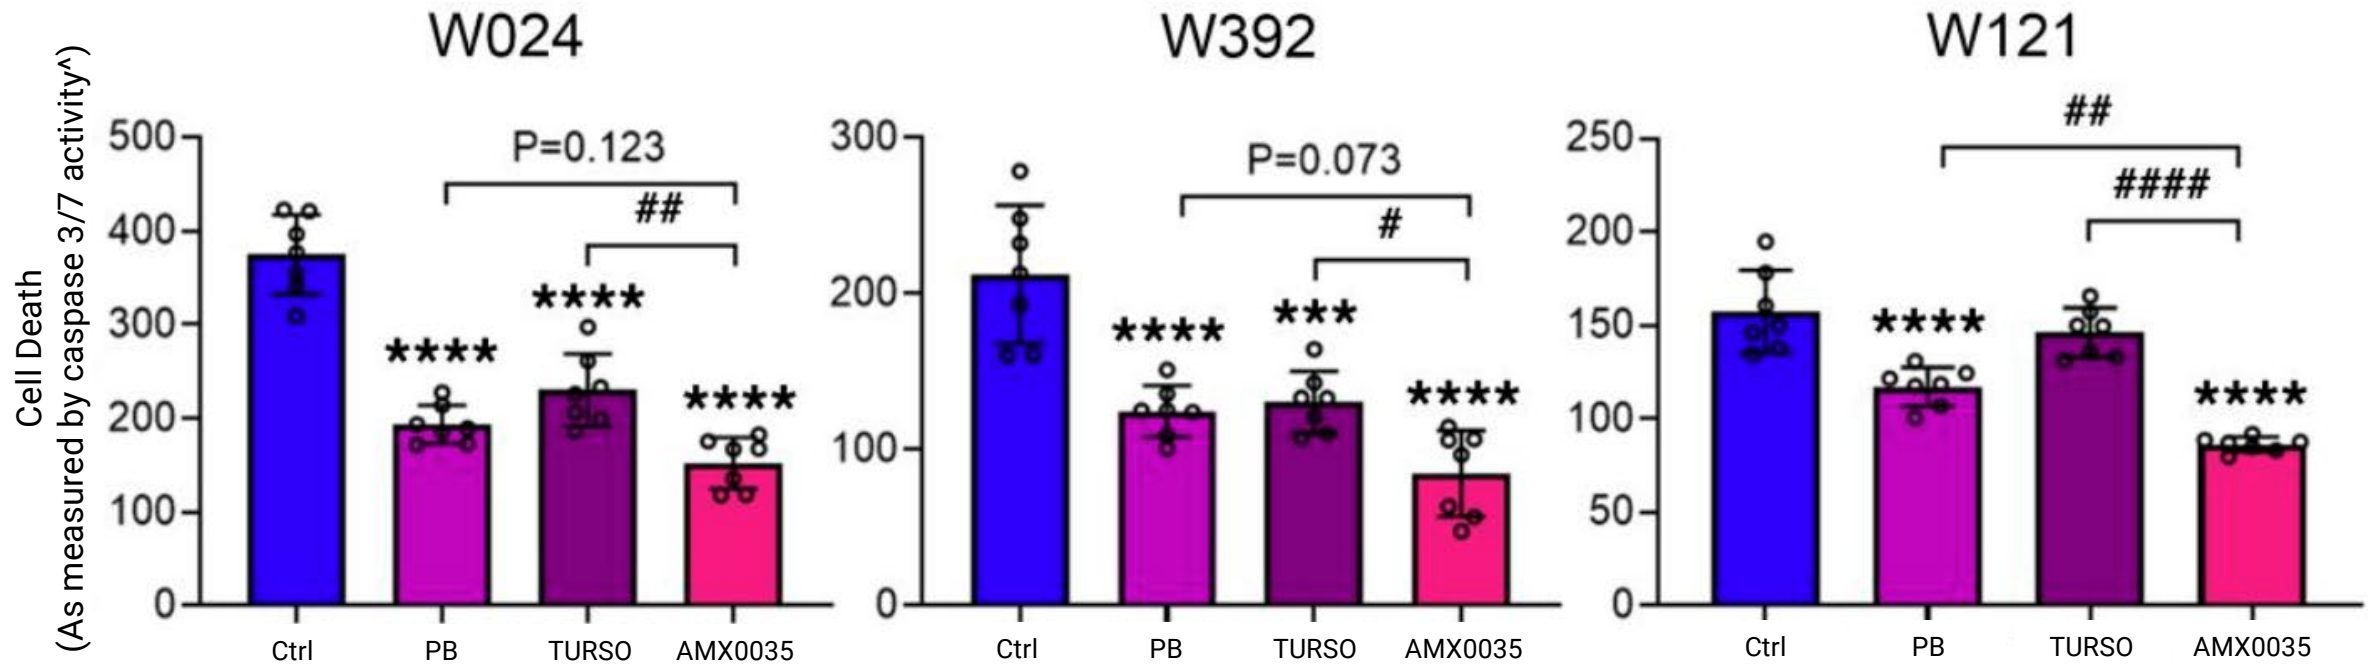 W024
W392
W121
Cell Death
(As measured by caspase 3/7 activity^)
500
400
300
200
100
0
P=0.123
##
****
****
****
Ctrl
PB
TURSO
AMX0035
300
200
100
0
P=0.073
#
****
***
****
Ctrl
PB
TURSO
AMX0035
250
200
150
100
50
0
##
####
****
****
Ctrl
PB
TURSO
AMX0035